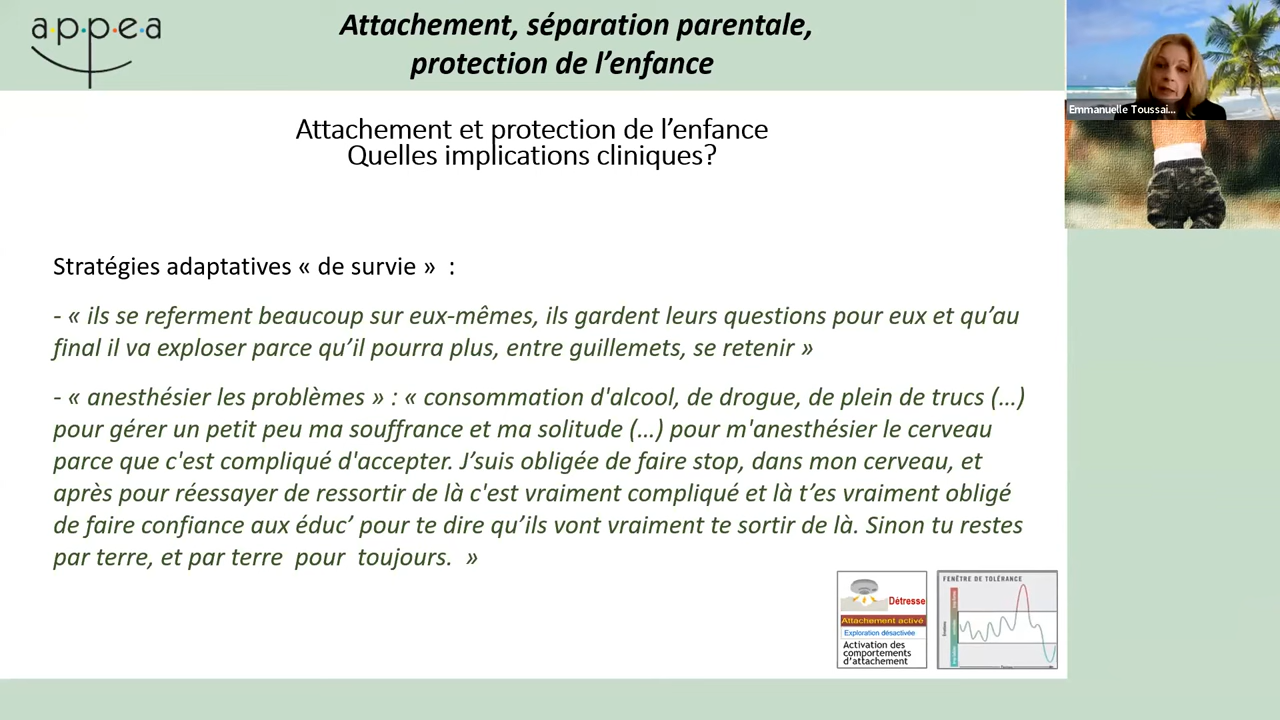 a·p·p·e·a
Attachement, séparation parentale,
protection de l'enfance
Emmanuelle Toussai...
Attachement et protection de l'enfance
Quelles implications cliniques?
Stratégies adaptatives « de survie »  :
- « ils se referment beaucoup sur eux-mêmes, ils gardent leurs questions pour eux et qu'au
final il va exploser parce qu'il pourra plus, entre guillemets, se retenir »
- « anesthésier les problèmes » : « consommation d'alcool, de drogue, de plein de trucs (...)
pour gérer un petit peu ma souffrance et ma solitude (...) pour m'anesthésier le cerveau
parce que c'est compliqué d'accepter. J'suis obligée de faire stop, dans mon cerveau, et
après pour réessayer de ressortir de là c'est vraiment compliqué et là t'es vraiment obligé
de faire confiance aux éduc' pour te dire qu'ils vont vraiment te sortir de là. Sinon tu restes
par terre, et par terre  pour  toujours.  »
Détresse
Attachement activé
Exploration désactivée
Activation des
comportements
d'attachement
FENÊTRE DE TOLÉRANCE